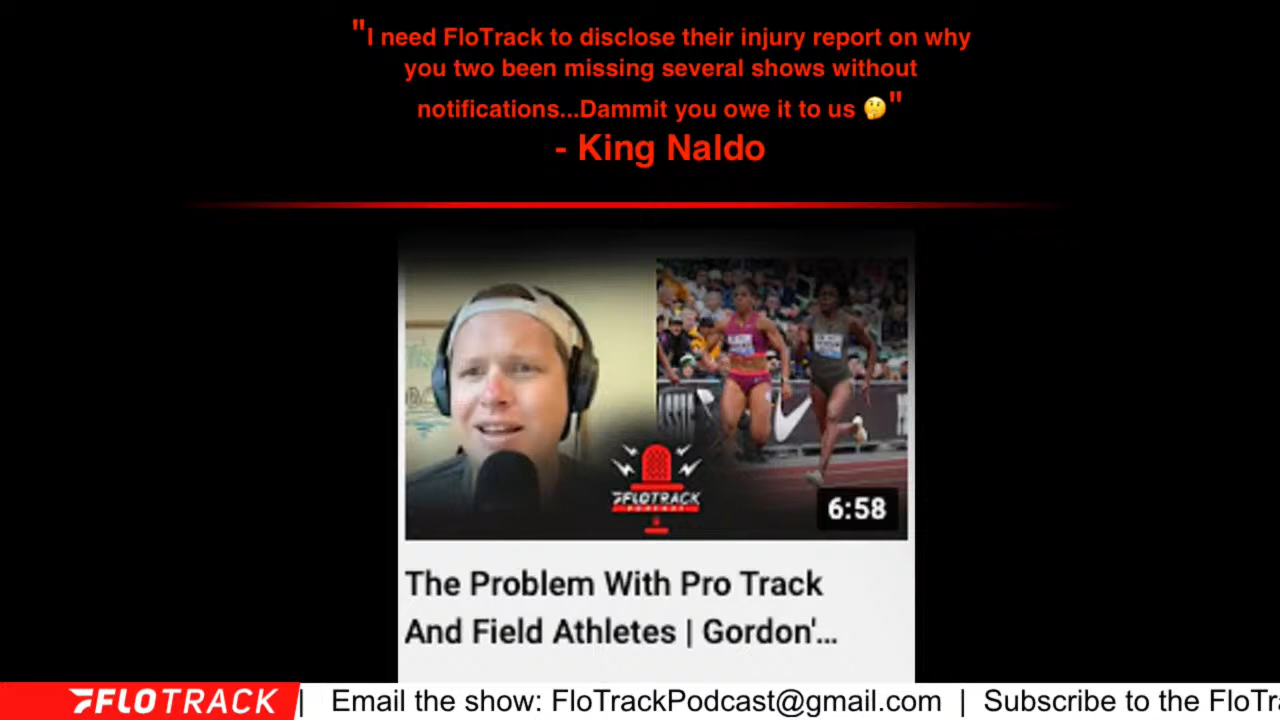 "I need FloTrack to disclose their injury report on why
you two been missing several shows without
notifications...Dammit you owe it to us 🤔"
- King Naldo
FLOTRACK
PODCAST
6:58
The Problem With Pro Track
And Field Athletes | Gordon'...
FLOTRACK | Email the show: FloTrackPodcast@gmail.com | Subscribe to the FloTr